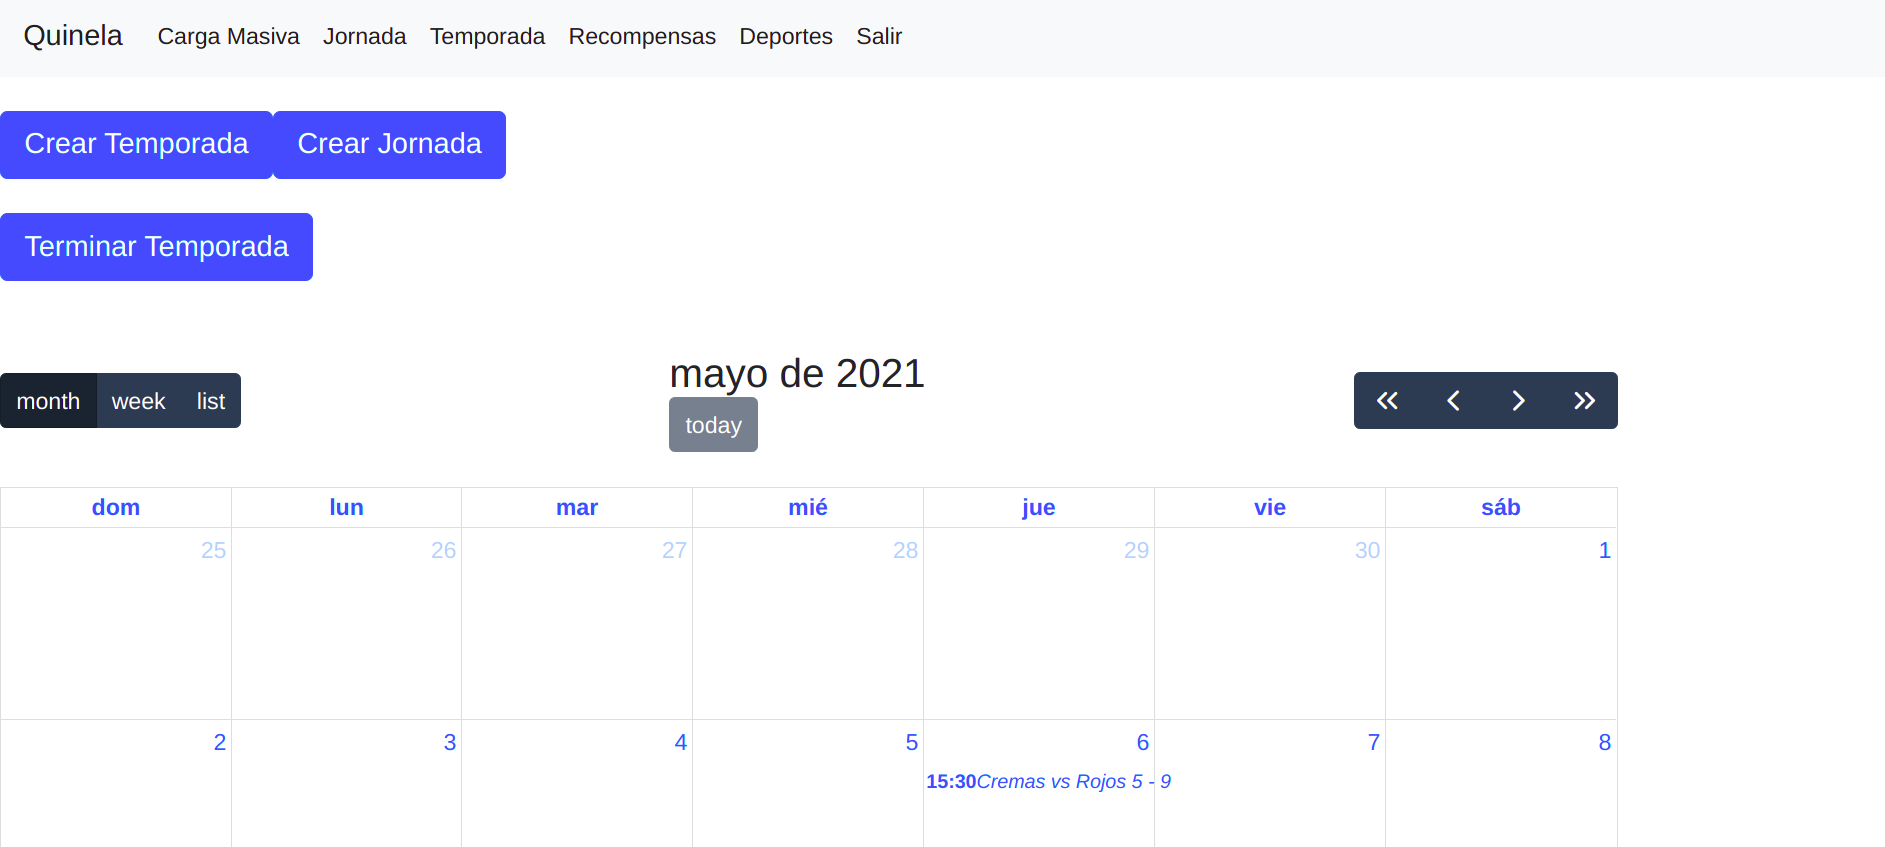 Quinela Carga Masiva Jornada Temporada Recompensas Deportes Salir
Crear Temporada Crear Jornada
Terminar Temporada
mayo de 2021
month week list
today
dom lun mar mié jue vie sáb
25 26 27 28 29 30 1
2 3 4 5 6 7 8
15:30Cremas vs Rojos 5 - 9